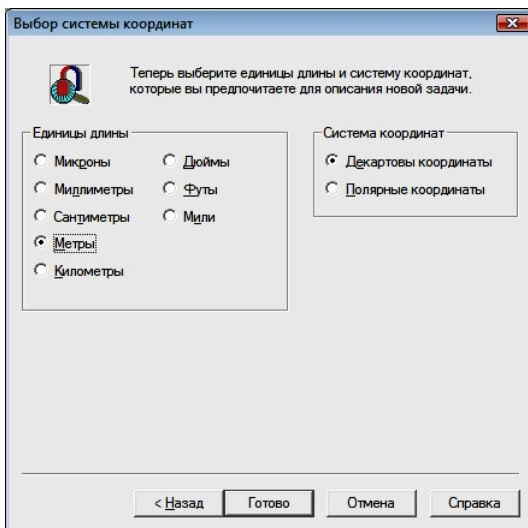 Выбор системы координат
Теперь выберите единицы длины и систему координат,
которые вы предпочитаете для описания новой задачи.
Единицы длины
Микроны
Миллиметры
Сантиметры
Метры
Километры
Дюймы
Футы
Мили
Система координат
Декартовы координаты
Полярные координаты
< Назад
Готово
Отмена
Справка